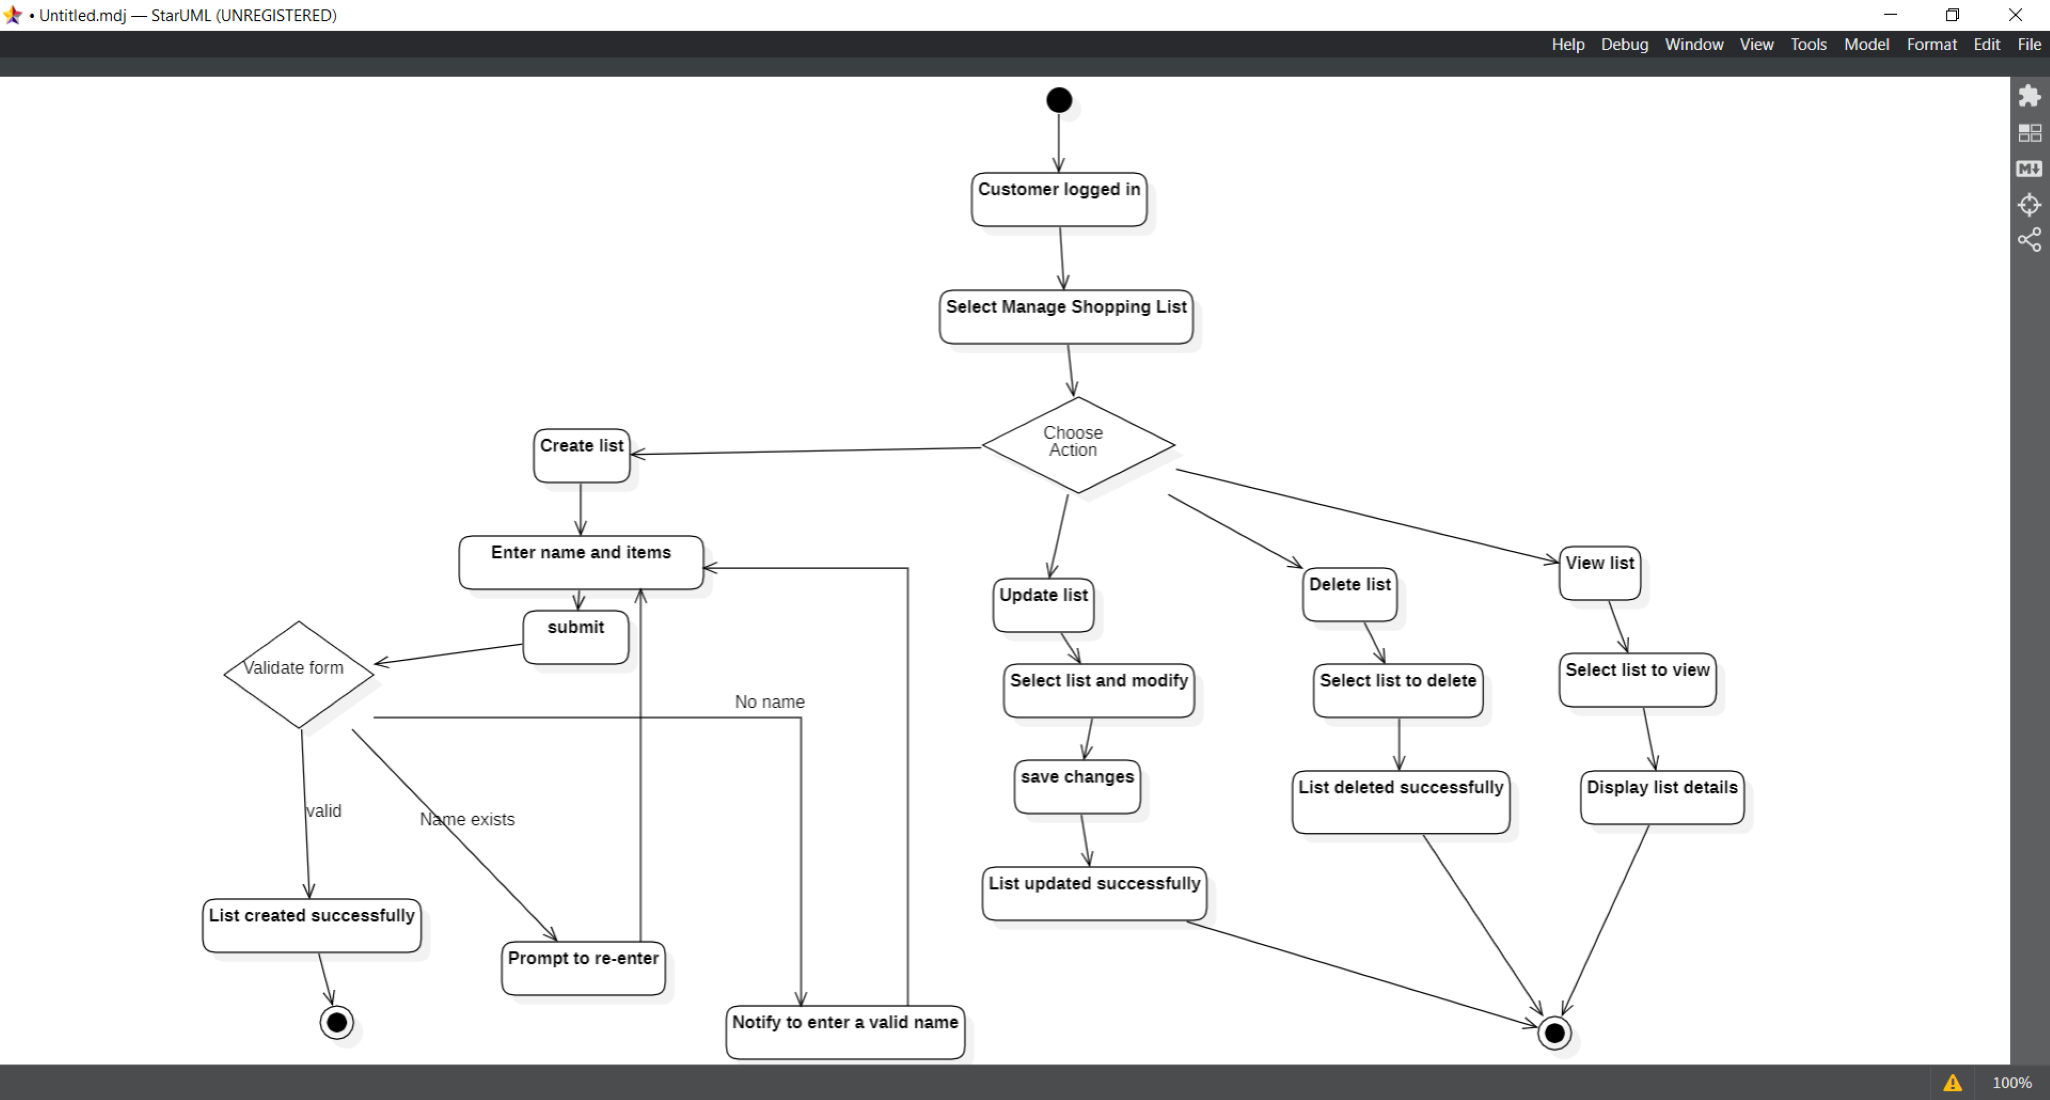 • Untitled.mdj — StarUML (UNREGISTERED)
Help Debug Window View Tools Model Format Edit File
Customer logged in
Select Manage Shopping List
Choose
Action
Create list
Enter name and items
View list
Delete list
Update list
submit
Validate form
Select list to view
Select list and modify
Select list to delete
No name
save changes
List deleted successfully
Display list details
valid
Name exists
List updated successfully
List created successfully
Prompt to re-enter
Notify to enter a valid name
M
100%